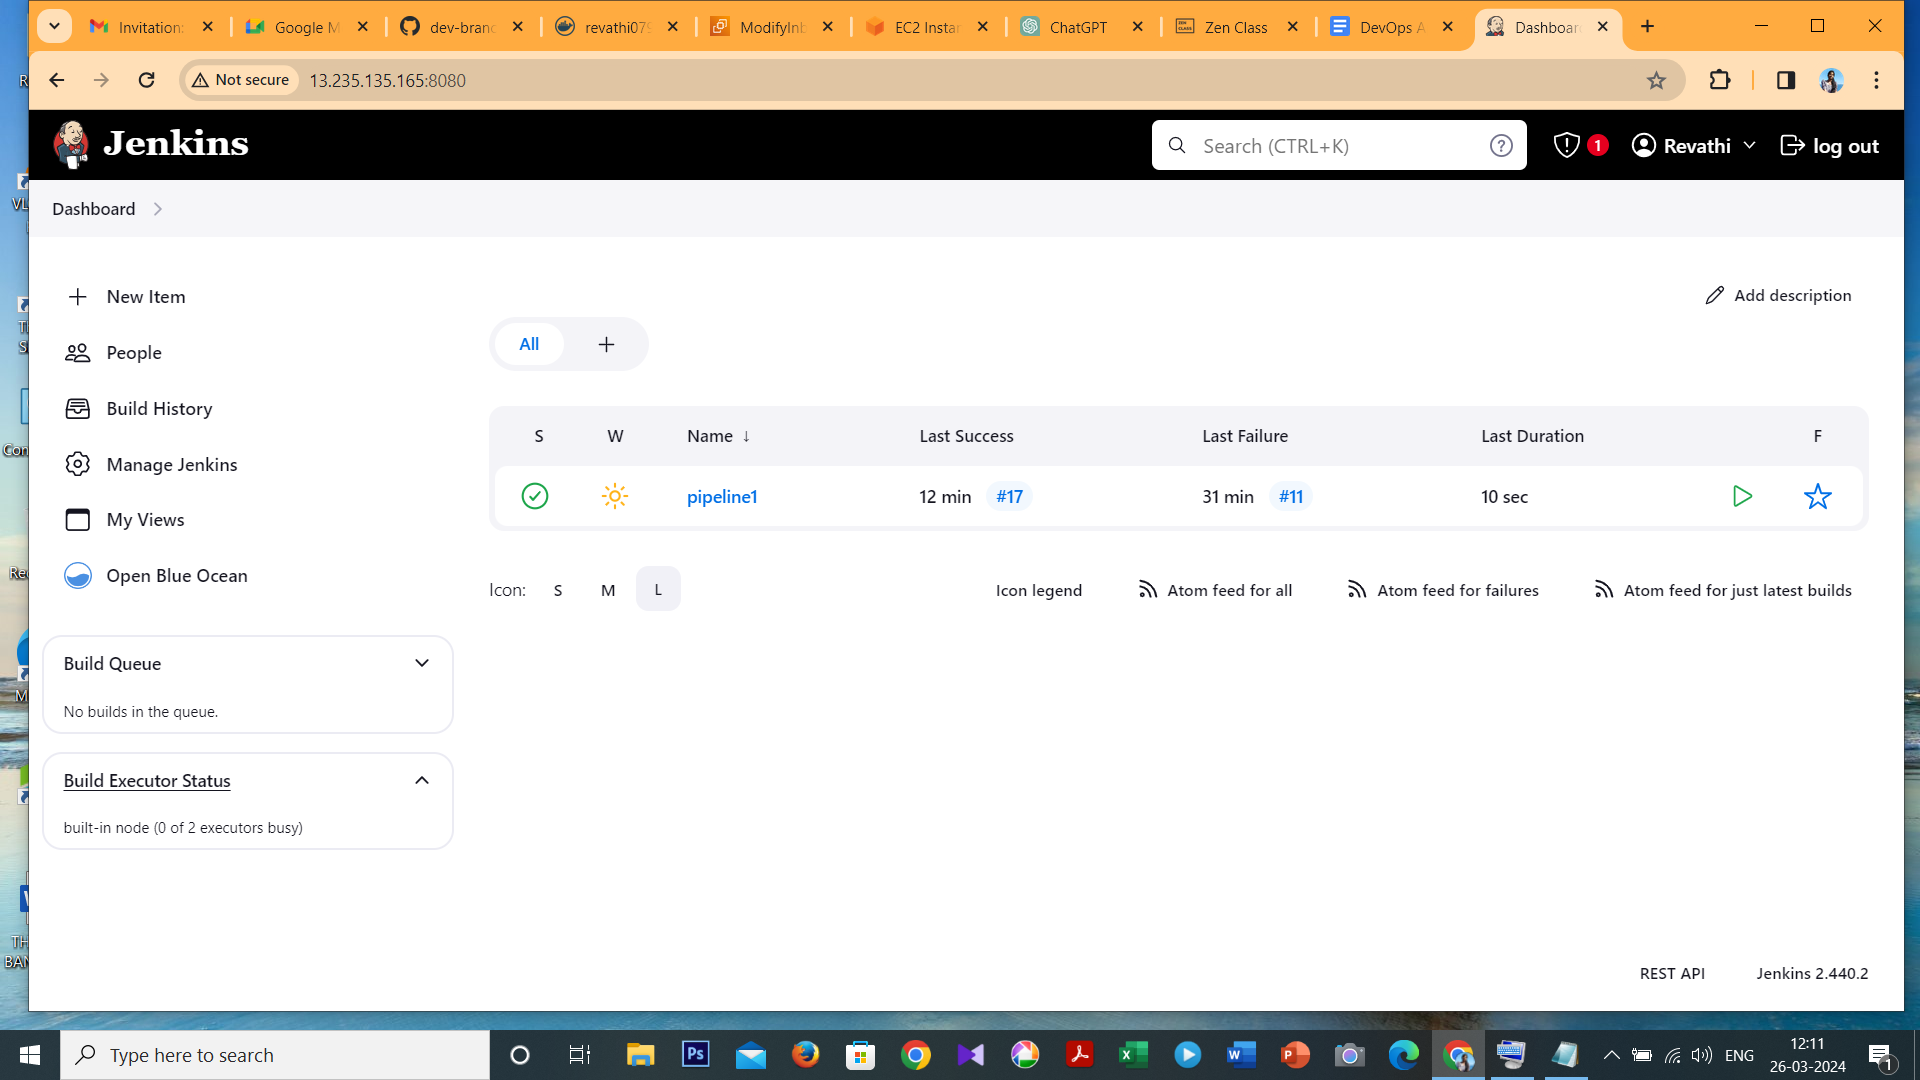 Invitation:
Google M
dev-branc
revathi079
ModifyInb
EC2 Instan
ChatGPT
Zen Class
DevOps A
Dashboar
Not secure
13.235.135.165:8080
Jenkins
Search (CTRL+K)
1
Revathi
log out
Dashboard
New Item
Add description
People
All
Build History
S W Name ↓ Last Success Last Failure Last Duration F
Manage Jenkins
pipeline1 12 min #17 31 min #11 10 sec
My Views
Open Blue Ocean
Icon: S M L
Icon legend
Atom feed for all
Atom feed for failures
Atom feed for just latest builds
Build Queue
No builds in the queue.
Build Executor Status
built-in node (0 of 2 executors busy)
REST API
Jenkins 2.440.2
Type here to search
Ps
ENG
12:11
26-03-2024
1